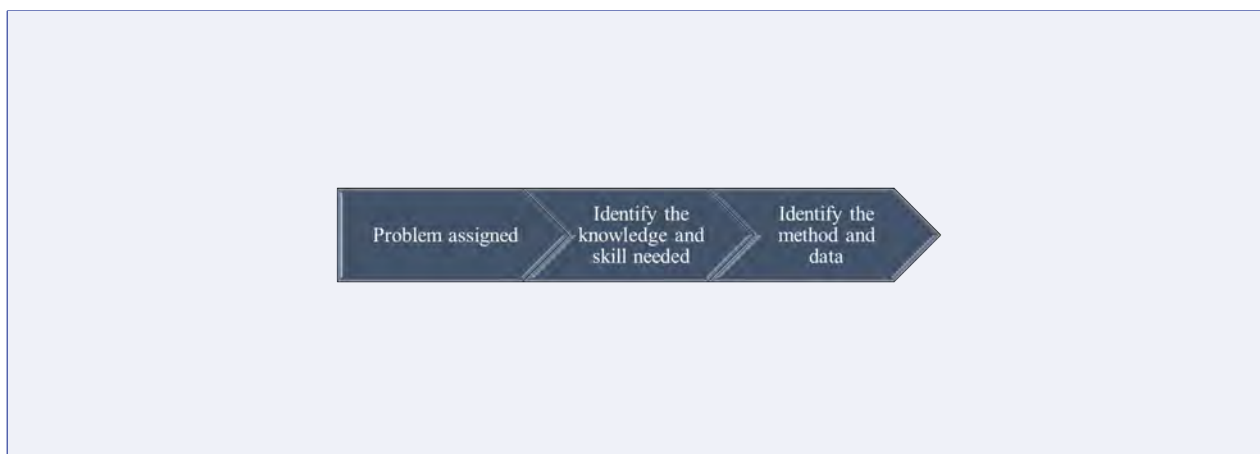 Problem assigned
Identify the
knowledge and
skill needed
Identify the
method and
data